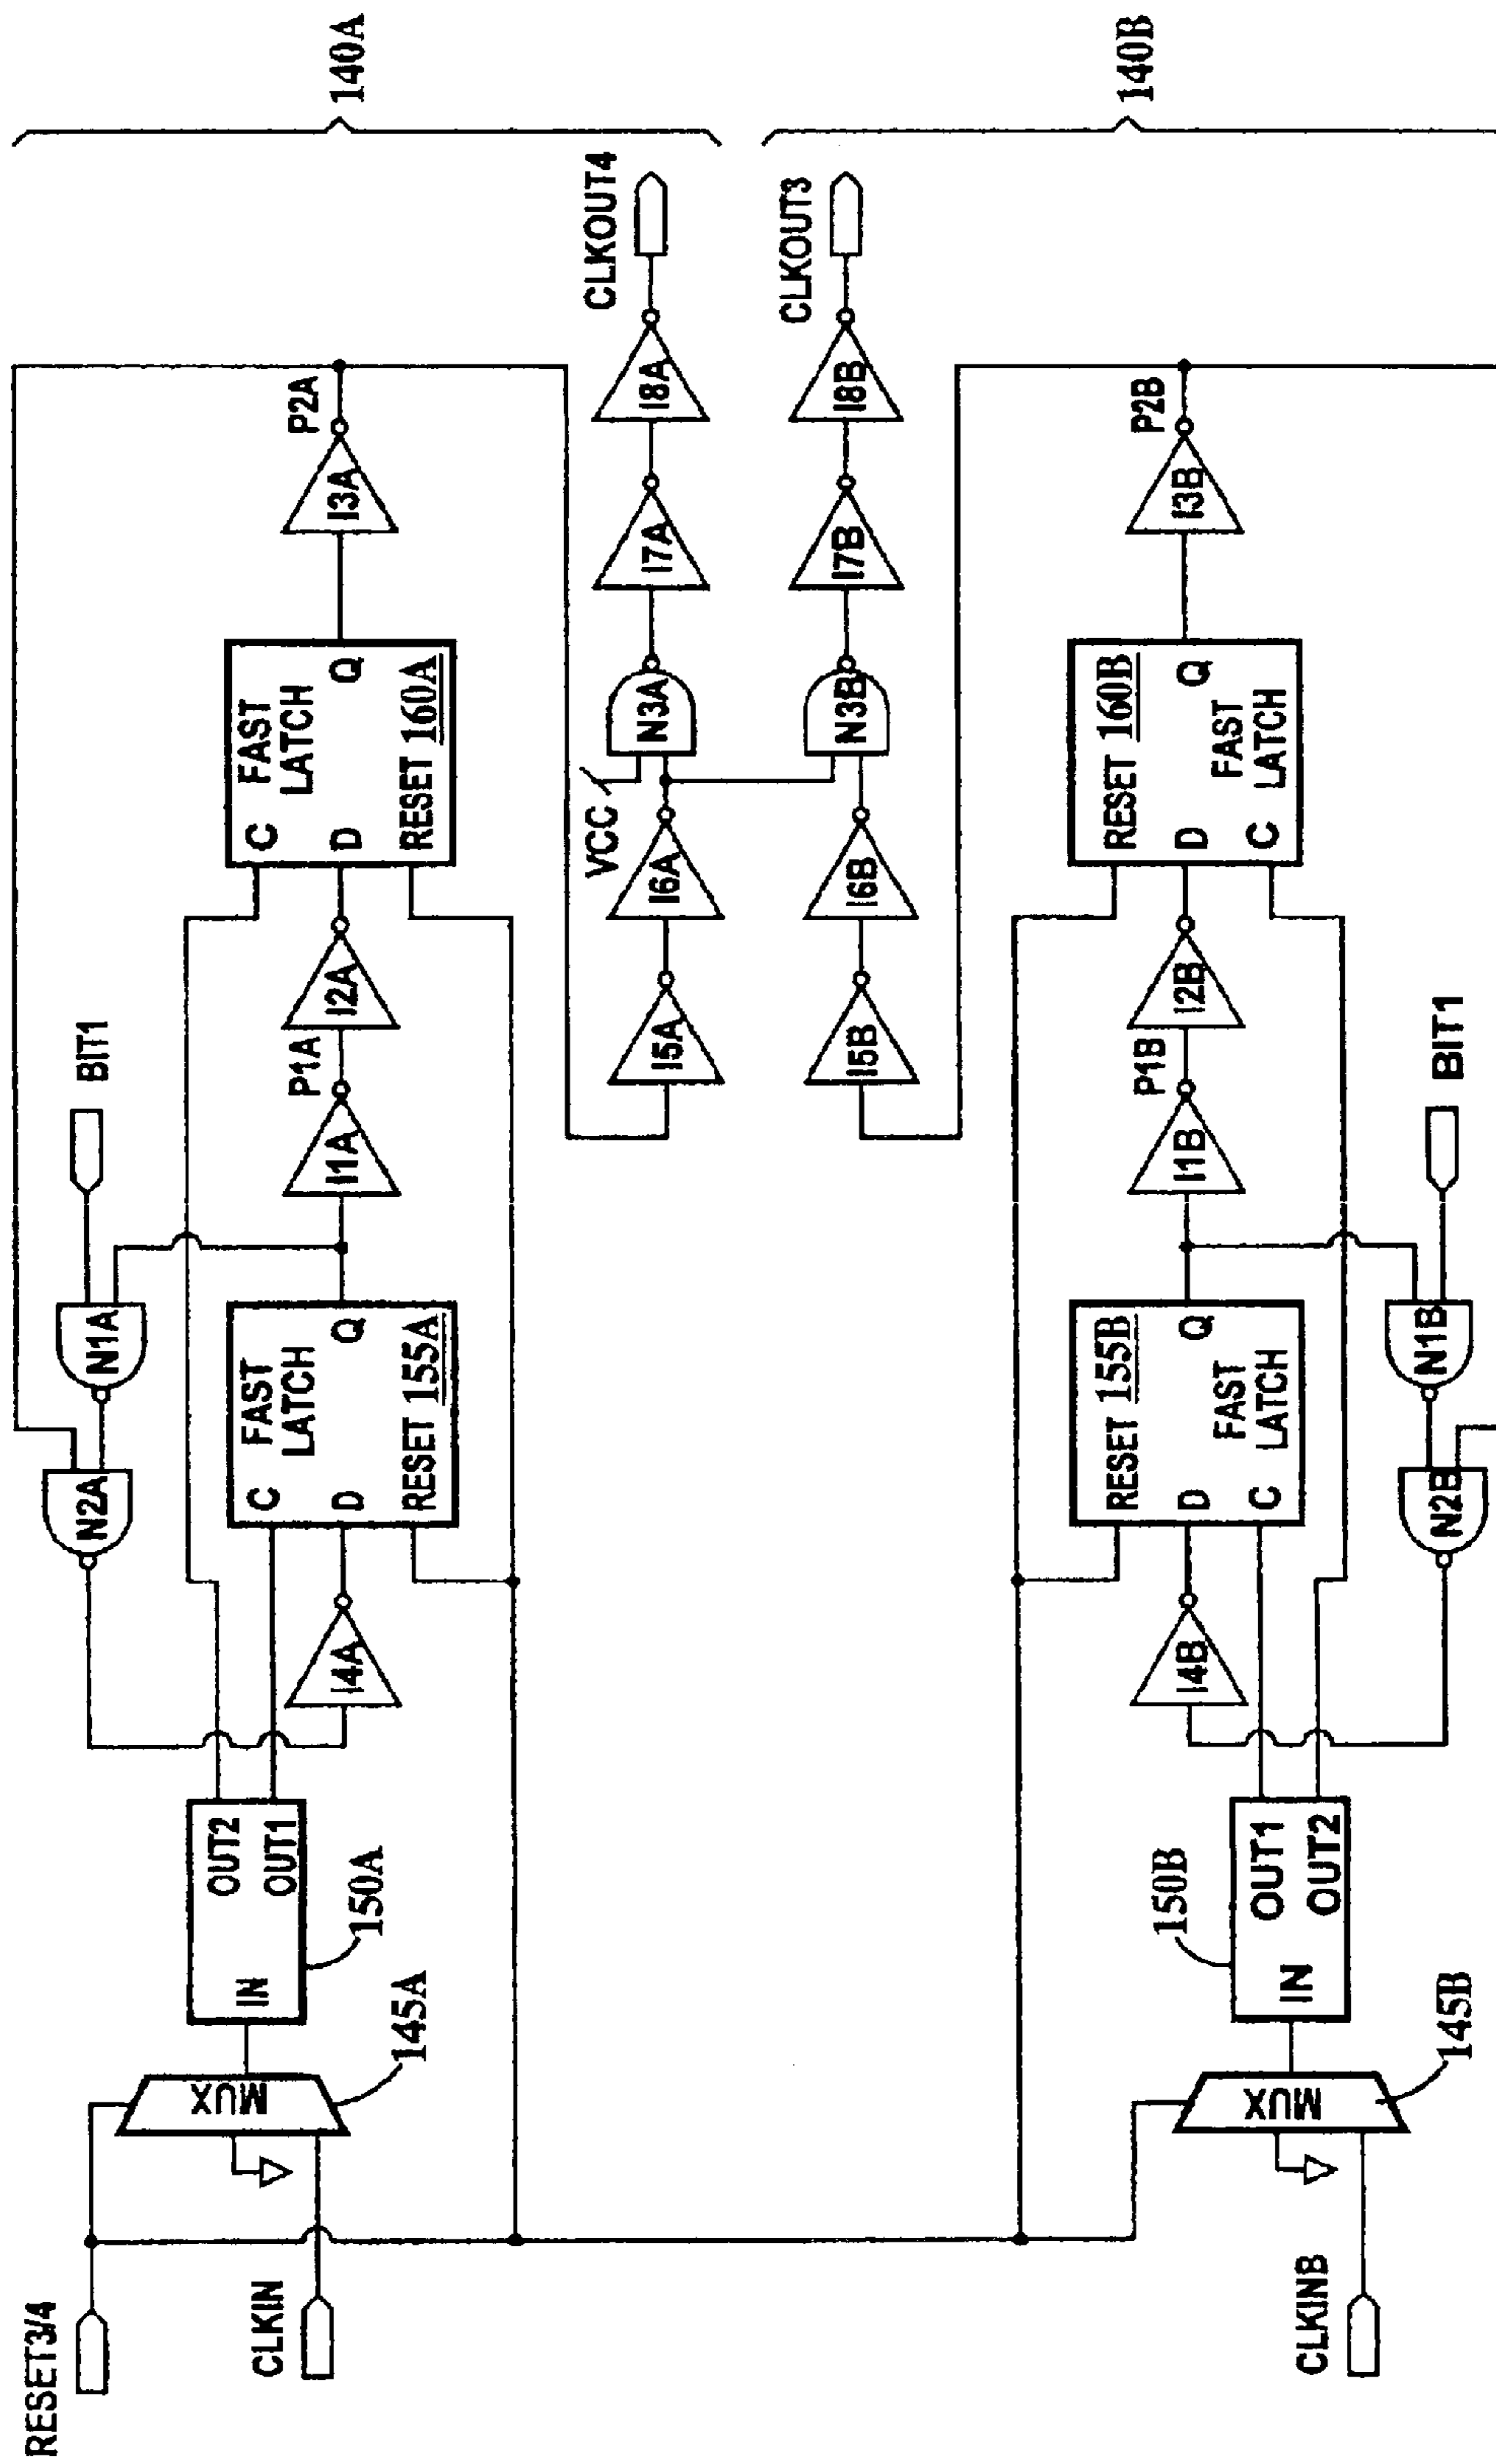 RESET3/4
CLKIN
MUX
145A
IN
OUT2
OUT1
150A
N2A
N1A
BIT1
I4A
C
FAST
LATCH
D
Q
RESET 155A
I1A
P1A
I2A
C
FAST
LATCH
D
Q
RESET 160A
I3A
P2A
140A
I5A
I6A
VCC
N3A
I7A
I8A
CLKOUT4
I5B
I6B
N3B
I7B
I8B
CLKOUT3
140B
CLKINB
MUX
145B
150B
IN
OUT1
OUT2
I4B
RESET 155B
D
Q
FAST
LATCH
C
I1B
P1B
I2B
RESET 160B
D
Q
FAST
LATCH
C
I3B
P2B
N2B
N1B
BIT1